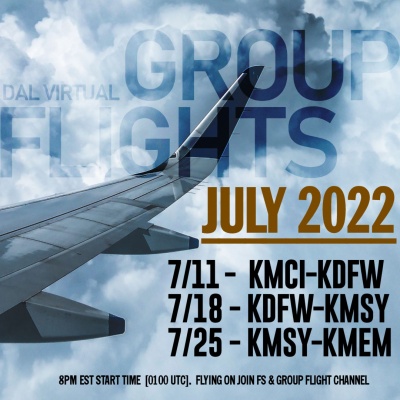 GROUP
DAL VIRTUAL
FLIGHTS
JULY 2022
7/11 - KMCI-KDFW
7/18 - KDFW-KMSY
7/25 - KMSY-KMEM
8PM EST START TIME [0100 UTC]. FLYING ON JOIN FS & GROUP FLIGHT CHANNEL